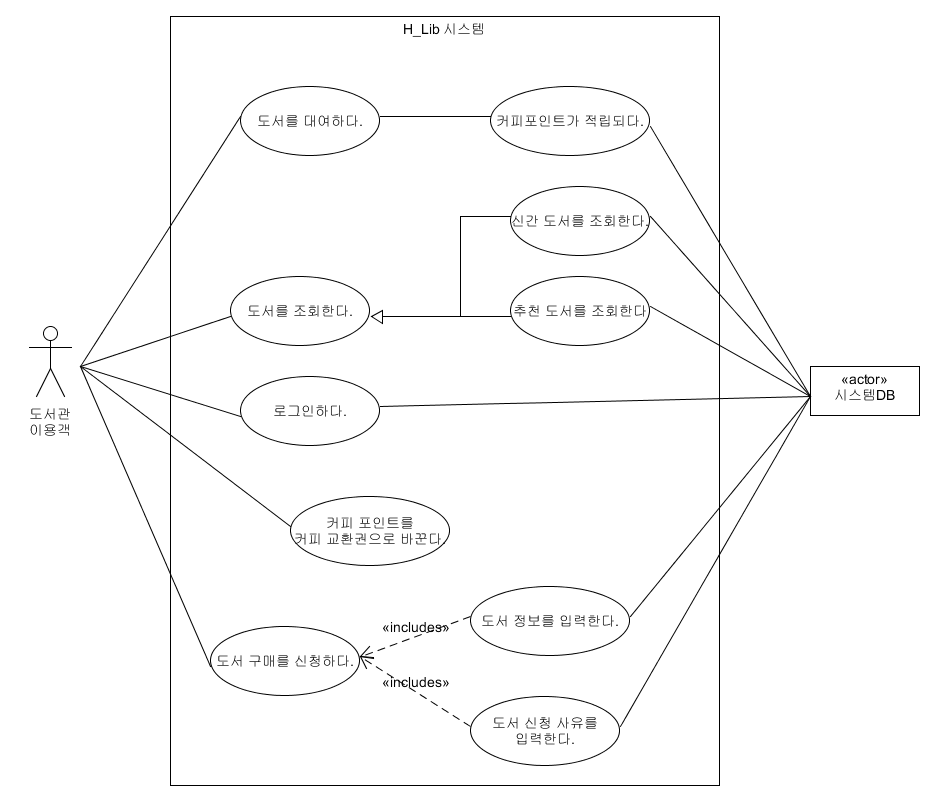 H_Lib 시스템
도서를 대여하다.
커피포인트가 적립되다.
신간 도서를 조회한다.
도서를 조회한다.
추천 도서를 조회한다
도서관
이용객
«actor»
시스템DB
로그인하다.
커피 포인트를
커피 교환권으로 바꾼다.
«includes»
도서 정보를 입력한다.
도서 구매를 신청하다.
«includes»
도서 신청 사유를
입력한다.